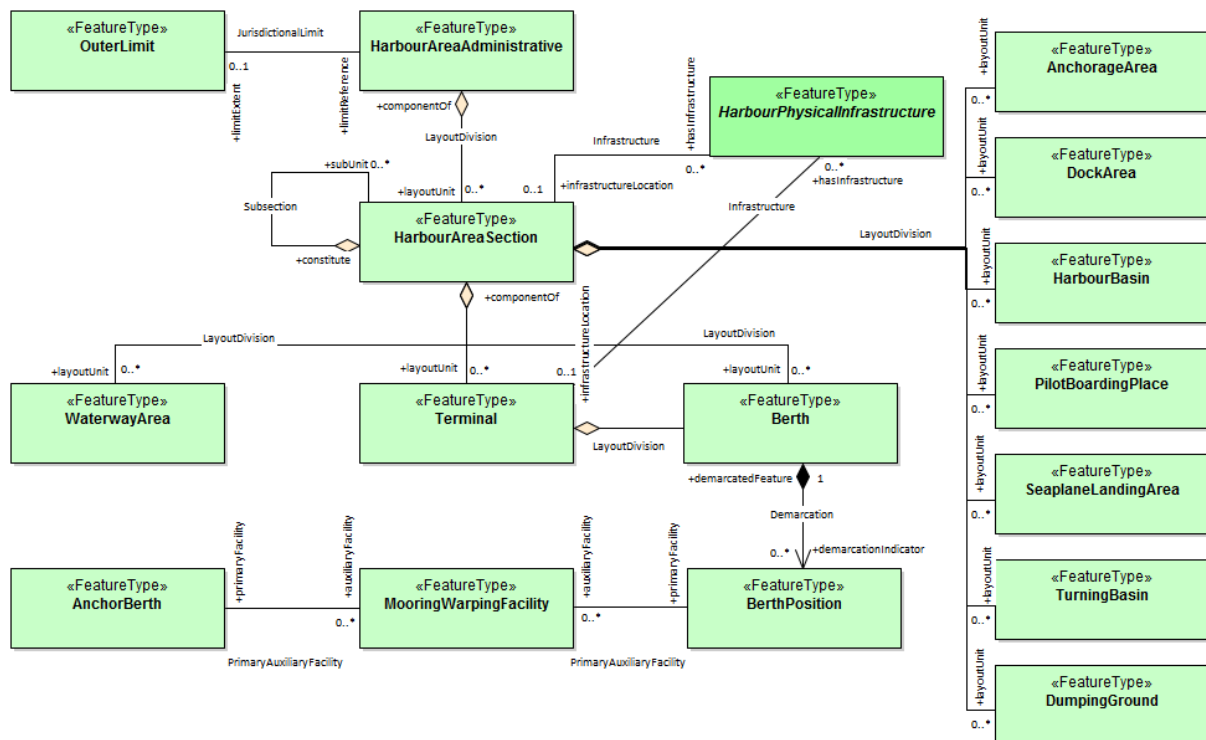 «FeatureType»
OuterLimit
JurisdictionalLimit
0..1
+limitExtent
+limitReference
«FeatureType»
HarbourAreaAdministrative
+componentOf
LayoutDivision
+layoutUnit
0..*
+subUnit 0..*
Subsection
+constitute
«FeatureType»
HarbourAreaSection
0..1
+infrastructureLocation
Infrastructure
+hasInfrastructure
0..*
«FeatureType»
HarbourPhysicalInfrastructure
0..*
+hasInfrastructure
Infrastructure
+infrastructureLocation
0..1
LayoutDivision
+componentOf
LayoutDivision
LayoutDivision
+layoutUnit
0..*
+layoutUnit
0..*
+layoutUnit
0..*
«FeatureType»
WaterwayArea
«FeatureType»
Terminal
LayoutDivision
«FeatureType»
Berth
+demarcatedFeature
1
Demarcation
0..*
+demarcationIndicator
«FeatureType»
AnchorBerth
+primaryFacility
+auxiliaryFacility
0..*
PrimaryAuxiliaryFacility
«FeatureType»
MooringWarpingFacility
+auxiliaryFacility
0..*
+primaryFacility
PrimaryAuxiliaryFacility
«FeatureType»
BerthPosition
+layoutUnit
0..*
«FeatureType»
AnchorageArea
+layoutUnit
0..*
«FeatureType»
DockArea
+layoutUnit
0..*
«FeatureType»
HarbourBasin
+layoutUnit
0..*
«FeatureType»
PilotBoardingPlace
+layoutUnit
0..*
«FeatureType»
SeaplaneLandingArea
+layoutUnit
0..*
«FeatureType»
TurningBasin
+layoutUnit
0..*
«FeatureType»
DumpingGround